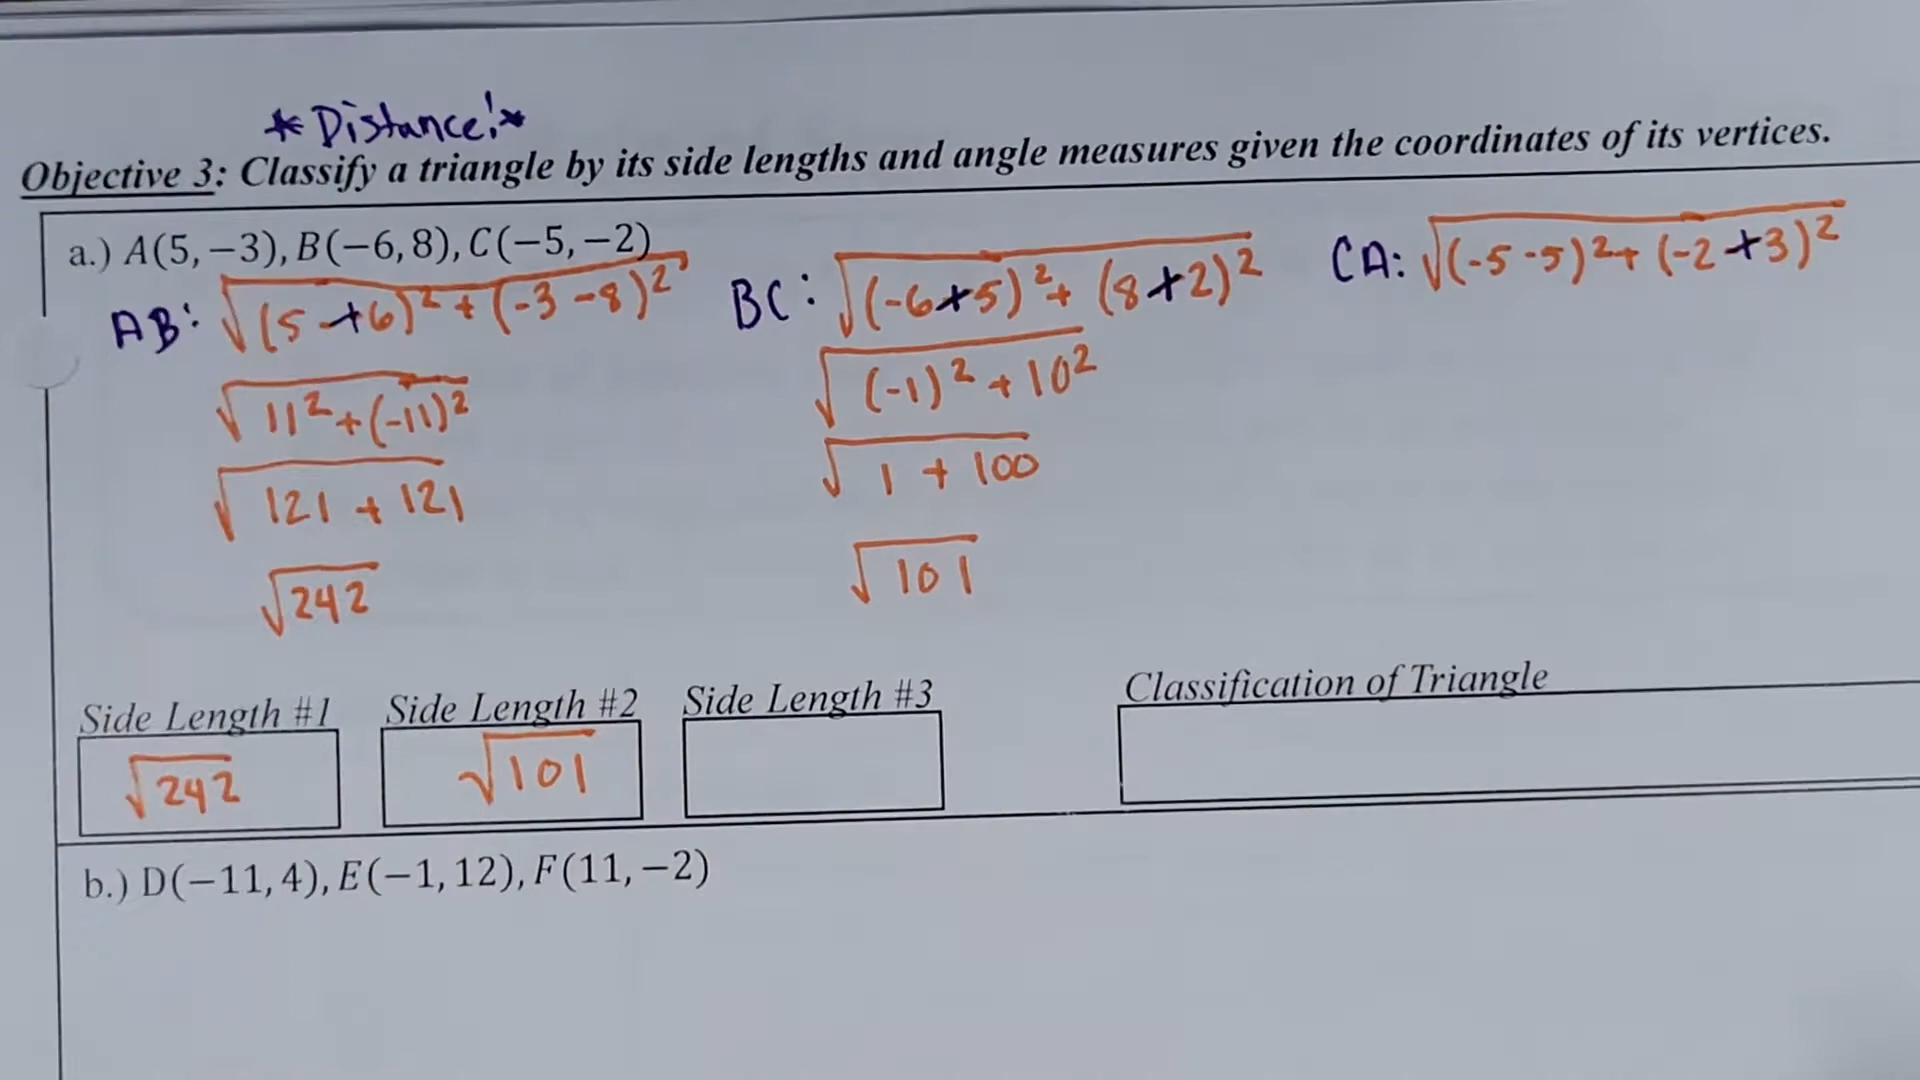 *Distance!*
Objective 3: Classify a triangle by its side lengths and angle measures given the coordinates of its vertices.
a.) A(5, −3), B(−6, 8), C(−5, −2)
AB: √(5 + 6)² + (-3 - 8)²
BC: √(-6 + 5)² + (8 + 2)²
CA: √(-5 - 5)² + (-2 + 3)²
√11² + (-11)²
√(-1)² + 10²
√121 + 121
√1 + 100
√242
√101
Side Length #1
Side Length #2
Side Length #3
Classification of Triangle
√242
√101
b.) D(−11, 4), E(−1, 12), F(11, −2)